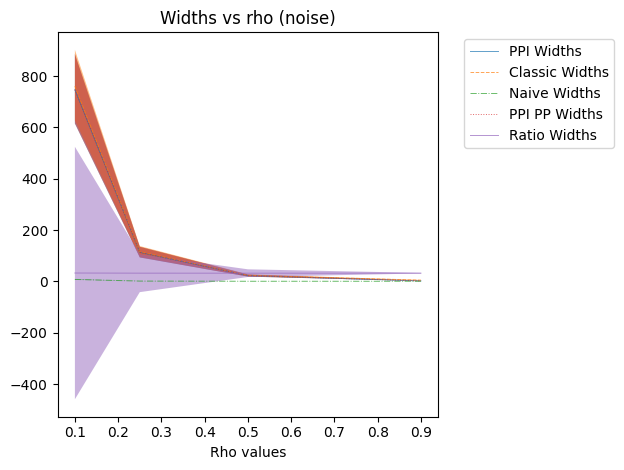 Widths vs rho (noise)
800
600
400
200
0
−200
−400
0.1 0.2 0.3 0.4 0.5 0.6 0.7 0.8 0.9
Rho values
PPI Widths
Classic Widths
Naive Widths
PPI PP Widths
Ratio Widths